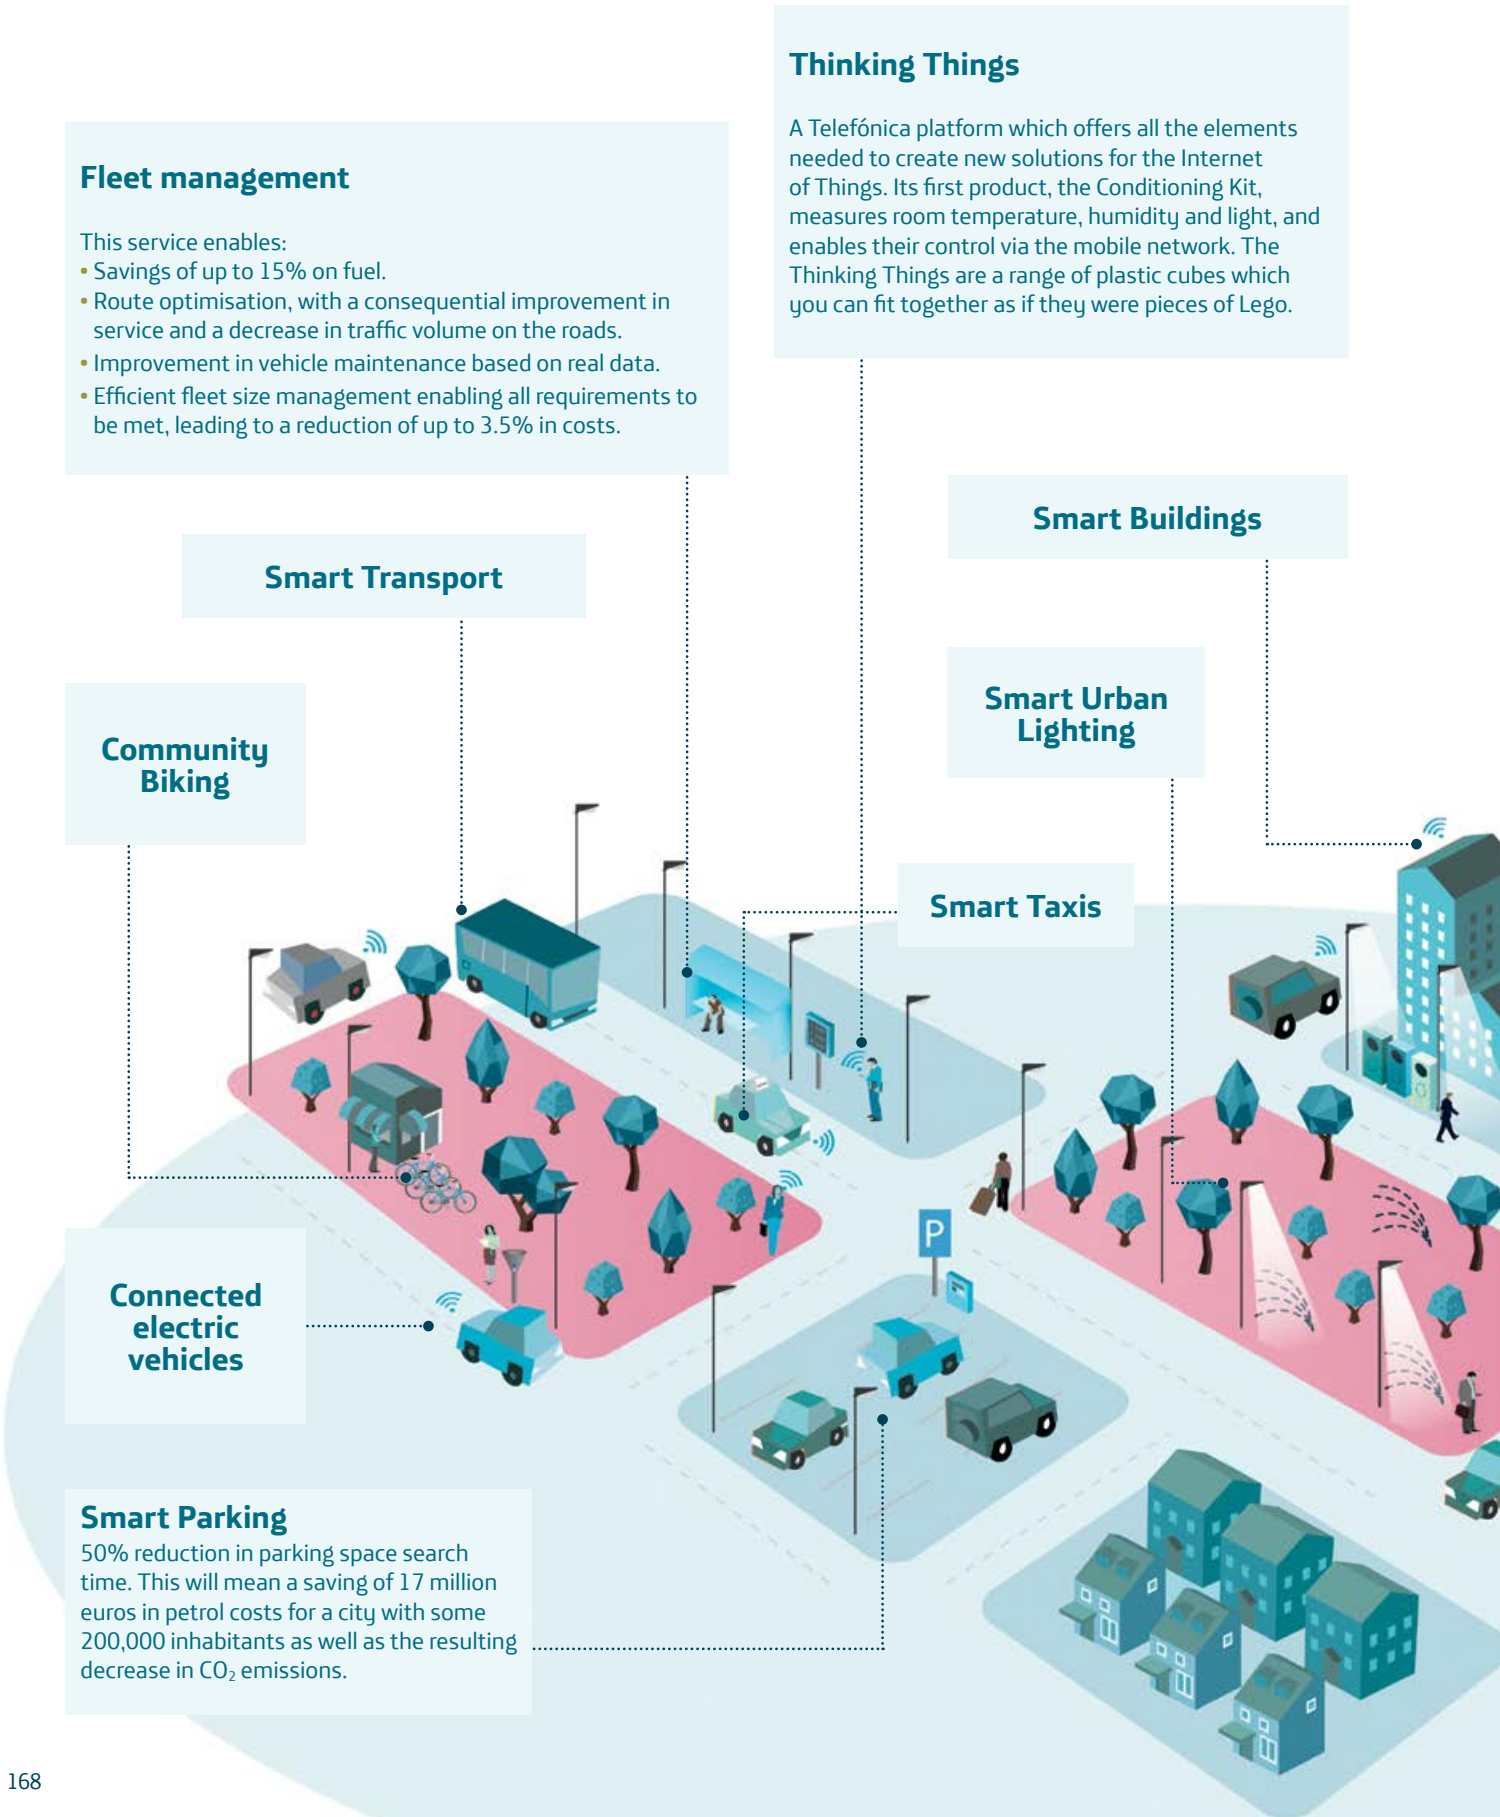 Thinking Things
A Telefónica platform which offers all the elements
needed to create new solutions for the Internet
of Things. Its first product, the Conditioning Kit,
measures room temperature, humidity and light, and
enables their control via the mobile network. The
Thinking Things are a range of plastic cubes which
you can fit together as if they were pieces of Lego.
Fleet management
This service enables:
• Savings of up to 15% on fuel.
• Route optimisation, with a consequential improvement in
service and a decrease in traffic volume on the roads.
• Improvement in vehicle maintenance based on real data.
• Efficient fleet size management enabling all requirements to
be met, leading to a reduction of up to 3.5% in costs.
Smart Buildings
Smart Transport
Smart Urban
Lighting
Community
Biking
Smart Taxis
P
Connected
electric
vehicles
Smart Parking
50% reduction in parking space search
time. This will mean a saving of 17 million
euros in petrol costs for a city with some
200,000 inhabitants as well as the resulting
decrease in CO₂ emissions.
168